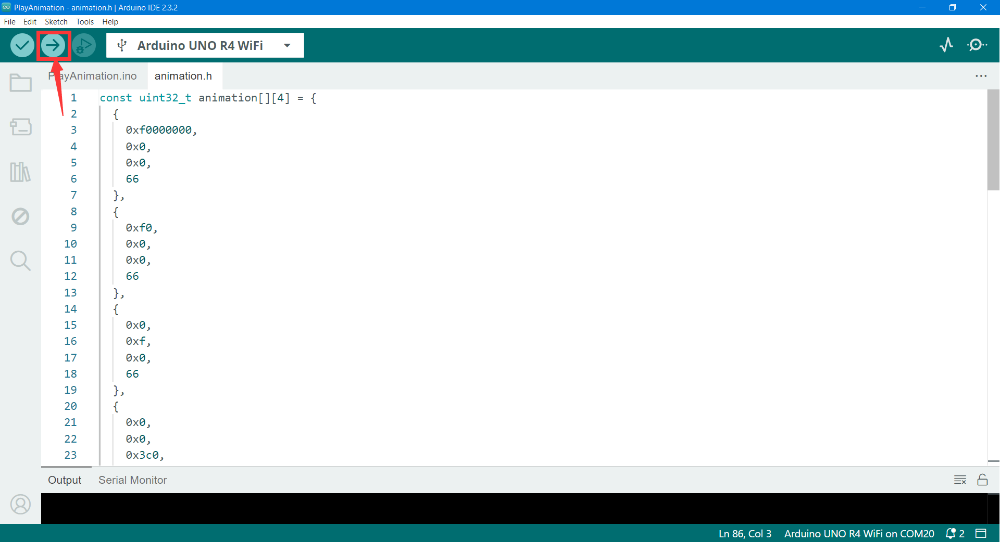 PlayAnimation - animation.h | Arduino IDE 2.3.2
File Edit Sketch Tools Help
Arduino UNO R4 WiFi
PlayAnimation.ino animation.h
1 const uint32_t animation[][4] = {
2 {
3 0xf0000000,
4 0x0,
5 0x0,
6 66
7 },
8 {
9 0xf0,
10 0x0,
11 0x0,
12 66
13 },
14 {
15 0x0,
16 0xf,
17 0x0,
18 66
19 },
20 {
21 0x0,
22 0x0,
23 0x3c0,
Output Serial Monitor
Ln 86, Col 3 Arduino UNO R4 WiFi on COM20 2